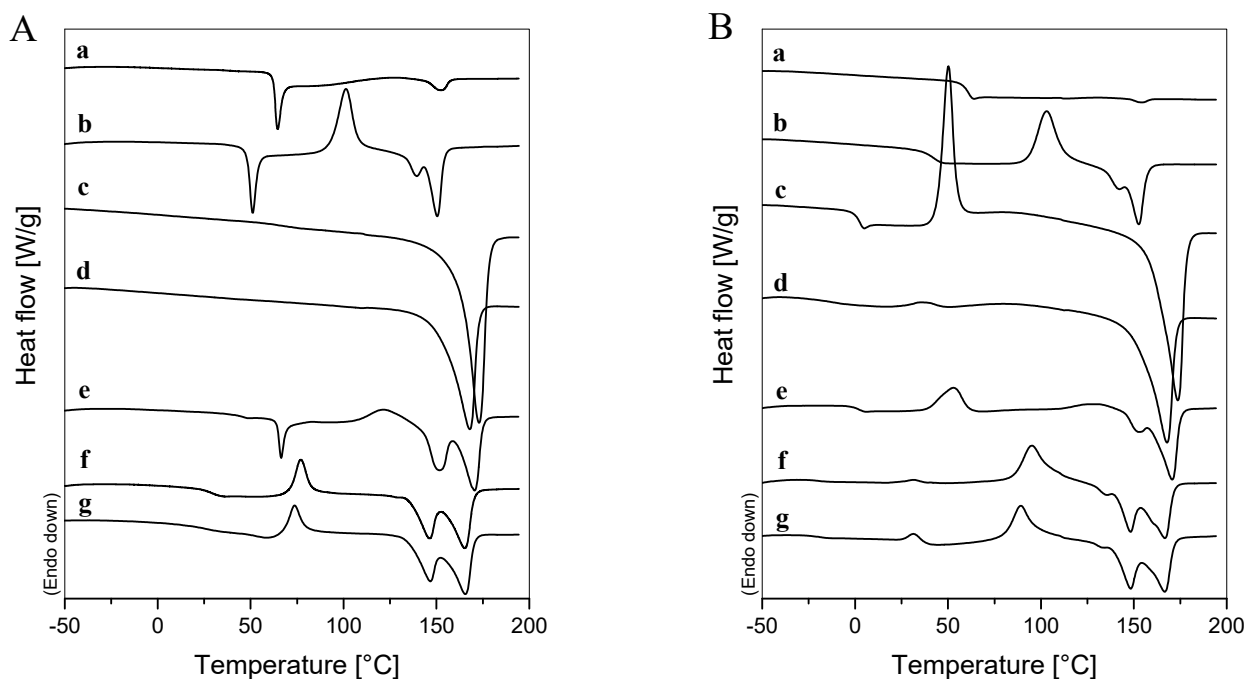 A
a
b
c
d
e
f
g
Heat flow [W/g]
(Endo down)
-50 0 50 100 150 200
Temperature [°C]
B
a
b
c
d
e
f
g
Heat flow [W/g]
(Endo down)
-50 0 50 100 150 200
Temperature [°C]